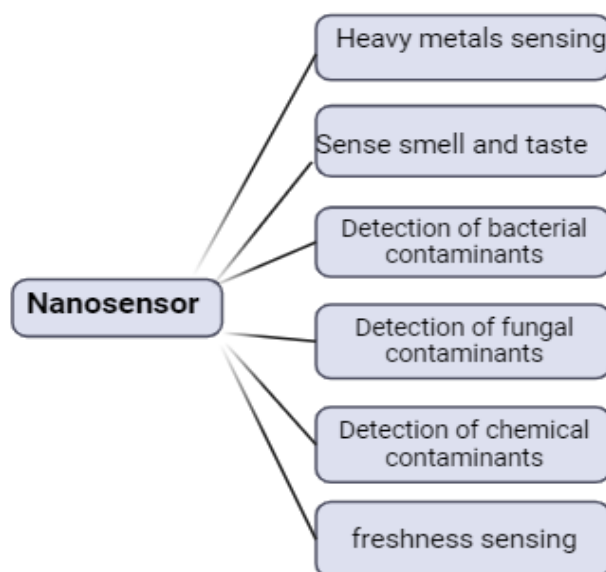 Heavy metals sensing
Sense smell and taste
Detection of bacterial
contaminants
Nanosensor
Detection of fungal
contaminants
Detection of chemical
contaminants
freshness sensing